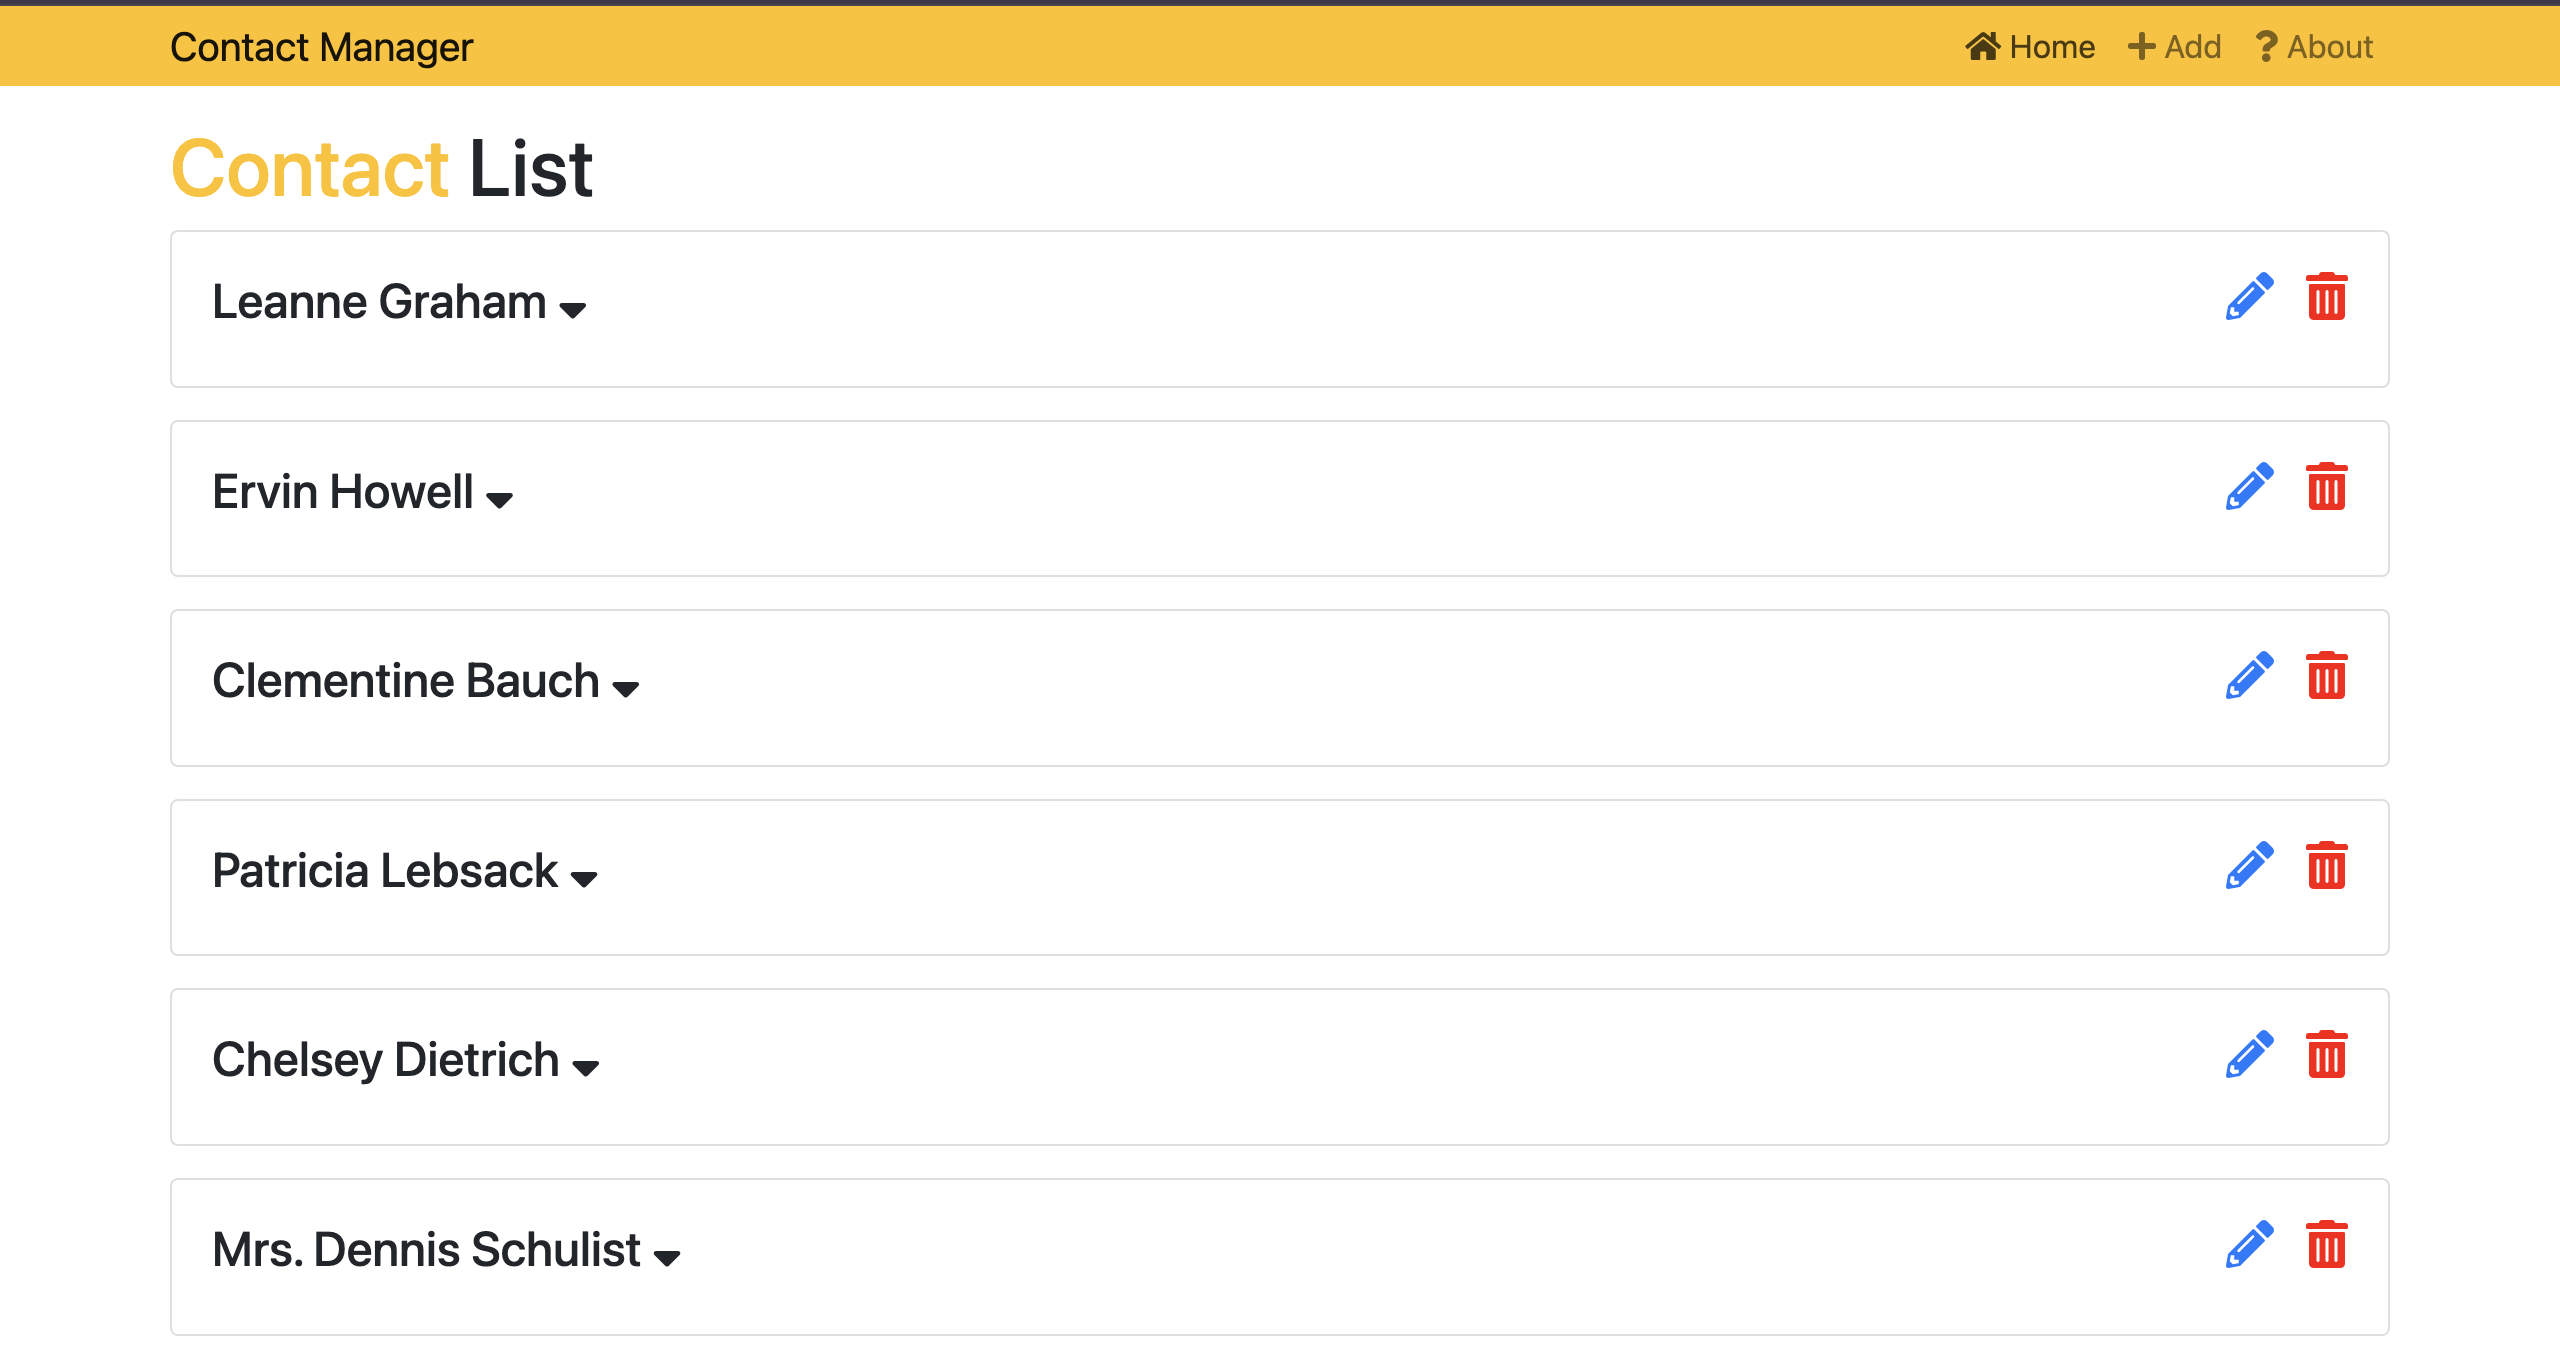 Contact Manager
Home Add About
Contact List
Leanne Graham
Ervin Howell
Clementine Bauch
Patricia Lebsack
Chelsey Dietrich
Mrs. Dennis Schulist